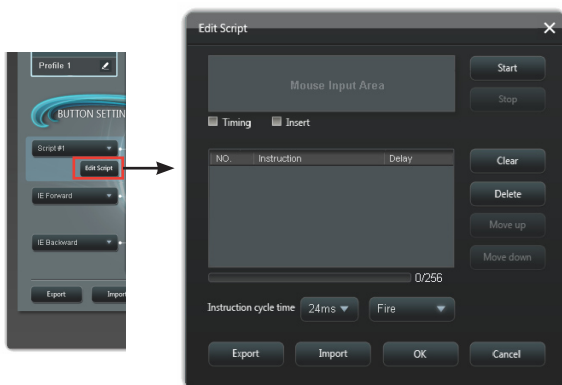 Profile 1
BUTTON SETTIN
Script #1
Edit Script
IE Forward
IE Backward
Export
Import
Edit Script
Mouse Input Area
Start
Stop
Timing
Insert
NO. Instruction Delay
Clear
Delete
Move up
Move down
0/256
Instruction cycle time 24ms Fire
Export Import OK Cancel